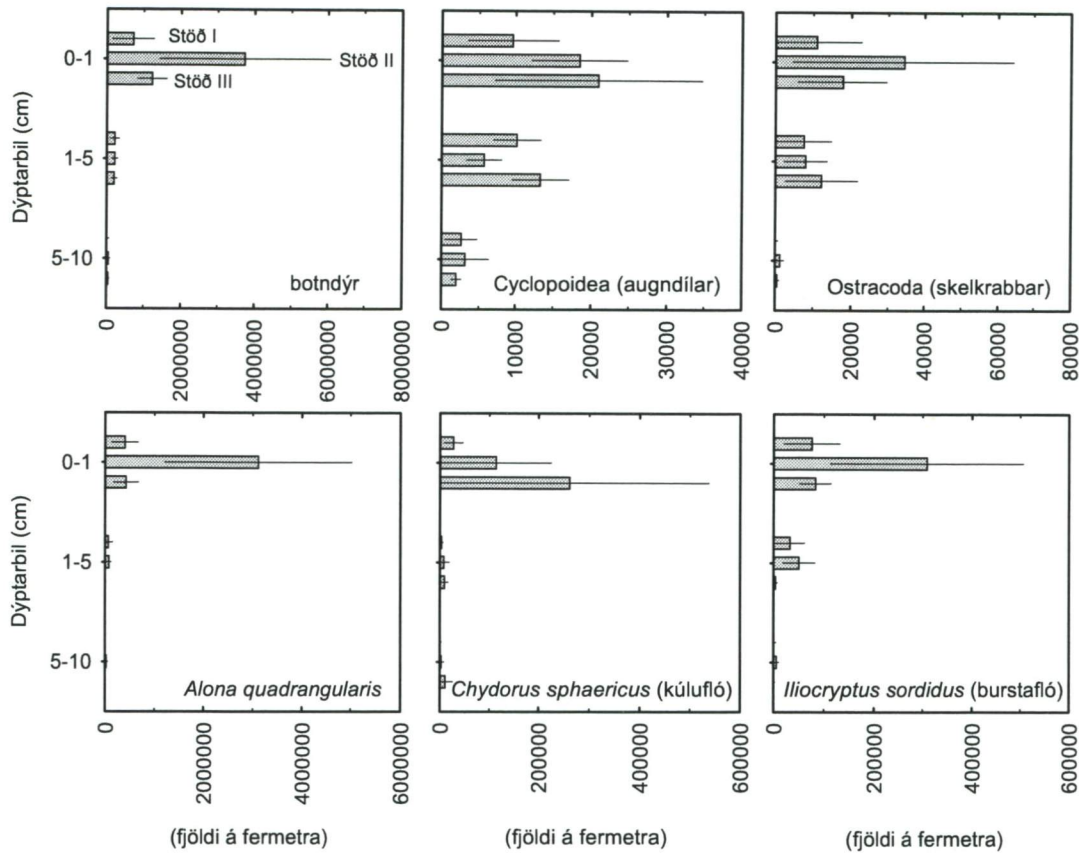 Dýptarbil (cm)
0-1
1-5
5-10
Stöð I
Stöð II
Stöð III
botndýr
0
2000000
4000000
6000000
8000000
Cyclopoidea (augndílar)
0
10000
20000
30000
40000
Ostracoda (skelkrabbar)
0
20000
40000
60000
80000
Dýptarbil (cm)
0-1
1-5
5-10
Alona quadrangularis
0
2000000
4000000
6000000
(fjöldi á fermetra)
Chydorus sphaericus (kúlufló)
0
200000
400000
600000
(fjöldi á fermetra)
Iliocryptus sordidus (burstafló)
0
200000
400000
600000
(fjöldi á fermetra)